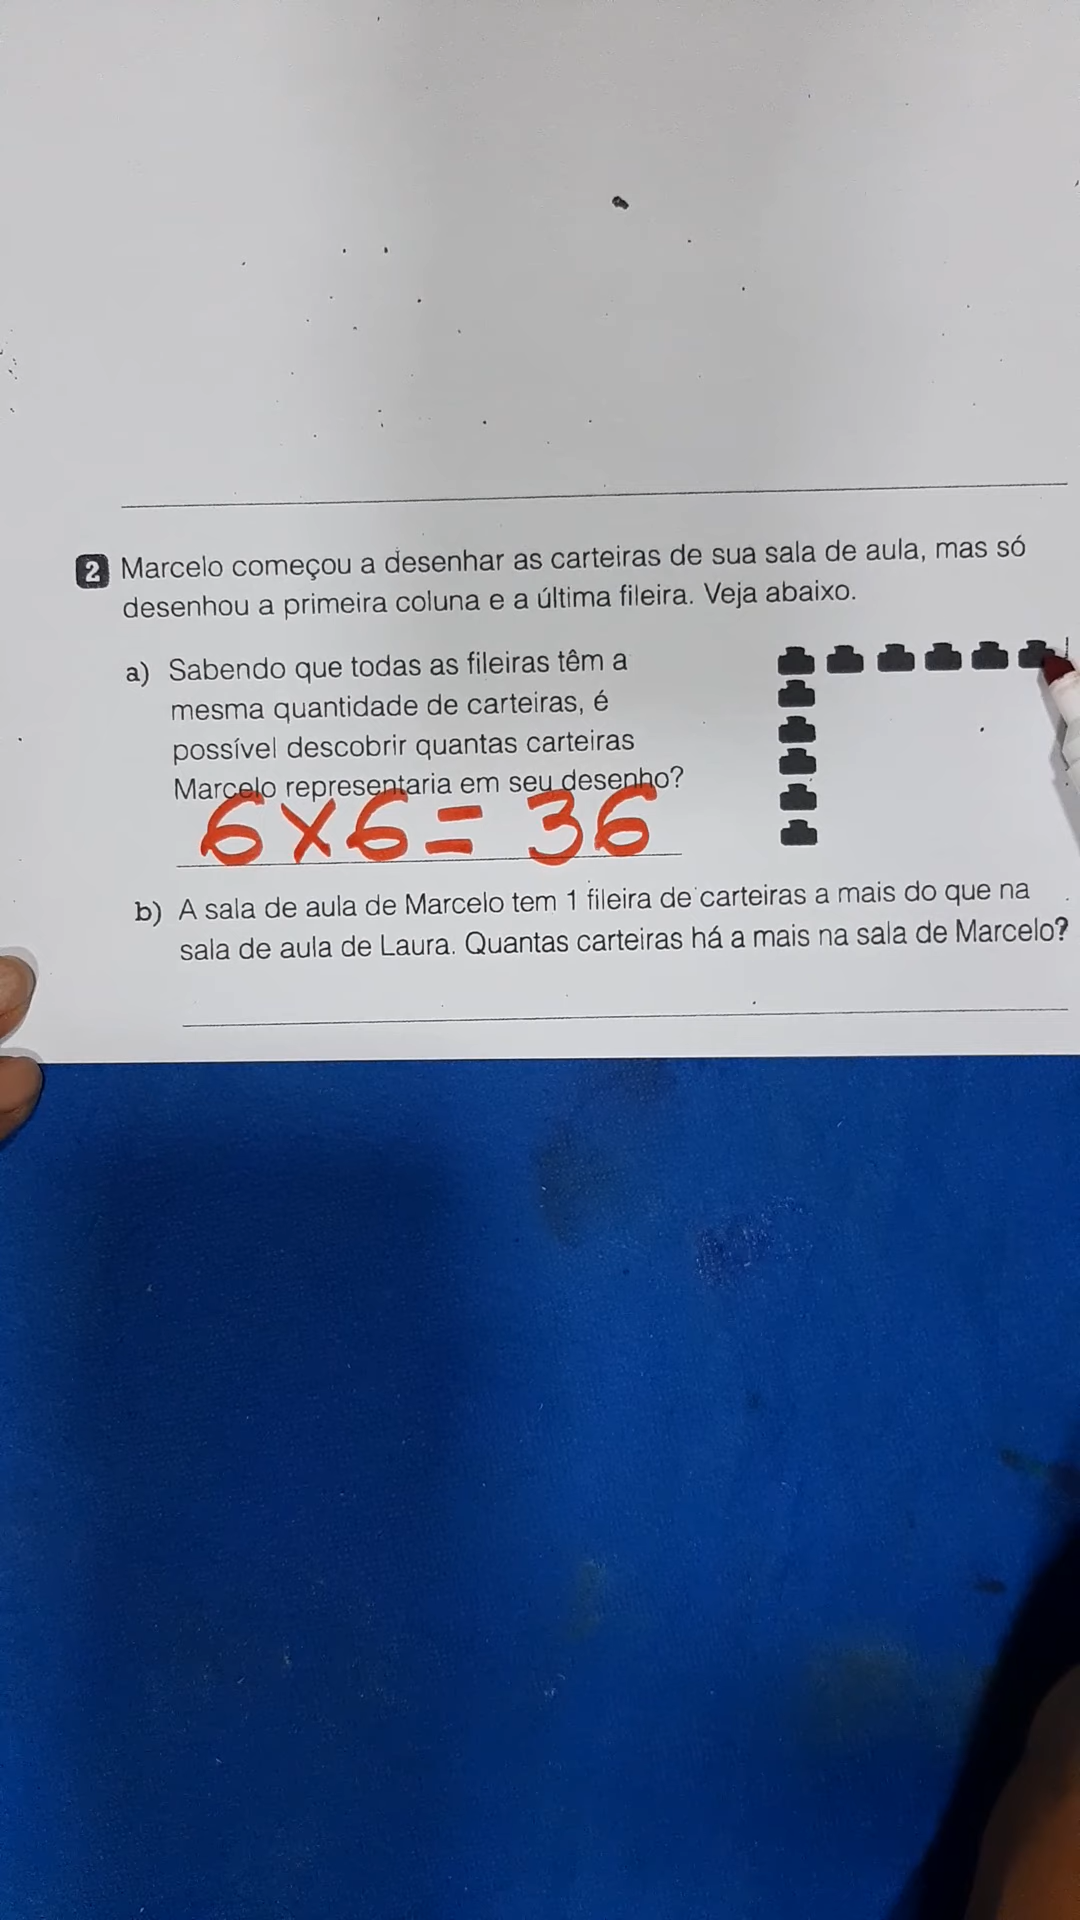 2 Marcelo começou a desenhar as carteiras de sua sala de aula, mas só
desenhou a primeira coluna e a última fileira. Veja abaixo.
a) Sabendo que todas as fileiras têm a
mesma quantidade de carteiras, é
possível descobrir quantas carteiras
Marcelo representaria em seu desenho?
6x6=36
b) A sala de aula de Marcelo tem 1 fileira de carteiras a mais do que na
sala de aula de Laura. Quantas carteiras há a mais na sala de Marcelo?